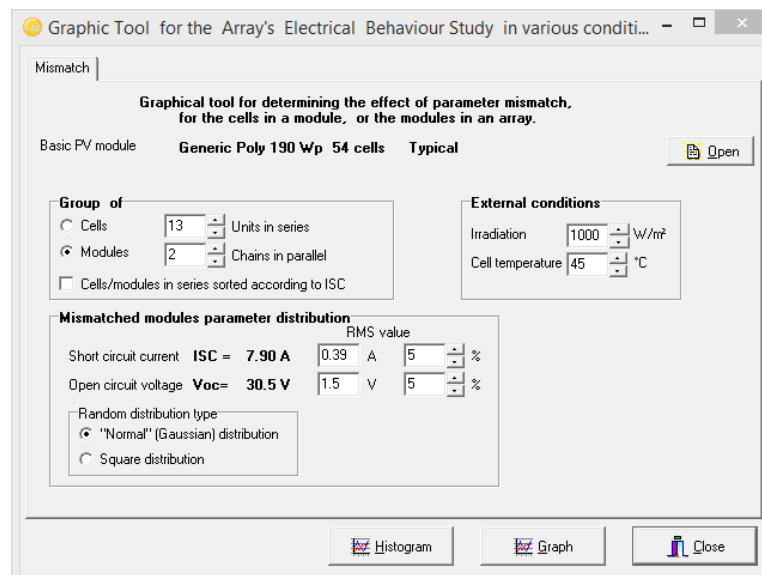 Graphic Tool for the Array's Electrical Behaviour Study in various conditi...
Mismatch
Graphical tool for determining the effect of parameter mismatch,
for the cells in a module, or the modules in an array.
Basic PV module Generic Poly 190 Wp 54 cells Typical Open
Group of
Cells 13 Units in series
Modules 2 Chains in parallel
Cells/modules in series sorted according to ISC
External conditions
Irradiation 1000 W/m²
Cell temperature 45 °C
Mismatched modules parameter distribution
RMS value
Short circuit current ISC = 7.90 A 0.39 A 5 %
Open circuit voltage Voc= 30.5 V 1.5 V 5 %
Random distribution type
"Normal" (Gaussian) distribution
Square distribution
Histogram Graph Close